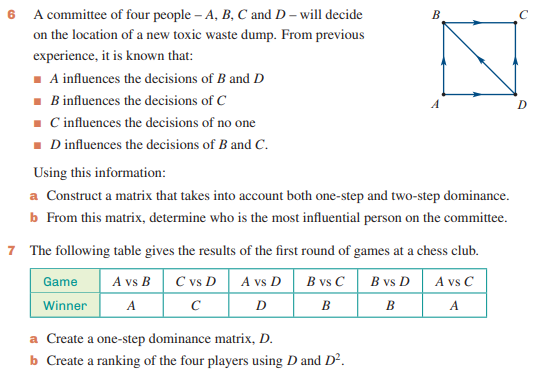 6 A committee of four people – A, B, C and D – will decide
on the location of a new toxic waste dump. From previous
experience, it is known that:
■ A influences the decisions of B and D
■ B influences the decisions of C
■ C influences the decisions of no one
■ D influences the decisions of B and C.
B C
A D
Using this information:
a Construct a matrix that takes into account both one-step and two-step dominance.
b From this matrix, determine who is the most influential person on the committee.
7 The following table gives the results of the first round of games at a chess club.
Game A vs B C vs D A vs D B vs C B vs D A vs C
Winner A C D B B A
a Create a one-step dominance matrix, D.
b Create a ranking of the four players using D and D².